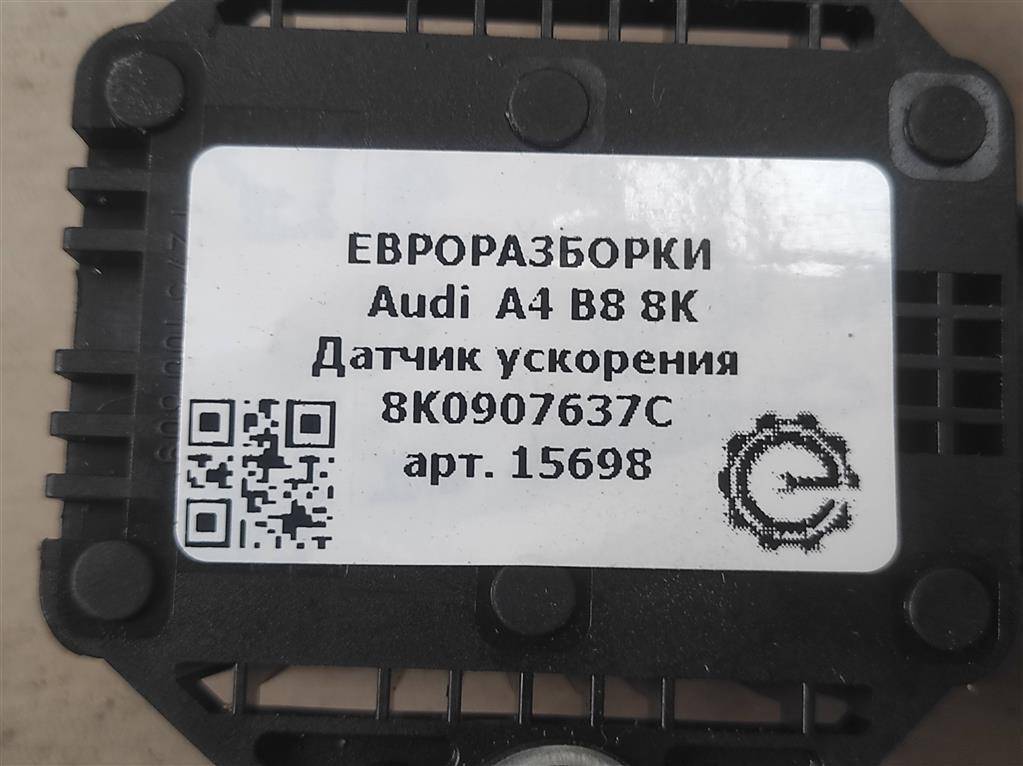 ЕВРОРАЗБОРКИ
Audi A4 B8 8K
Датчик ускорения
8K0907637C
арт. 15698